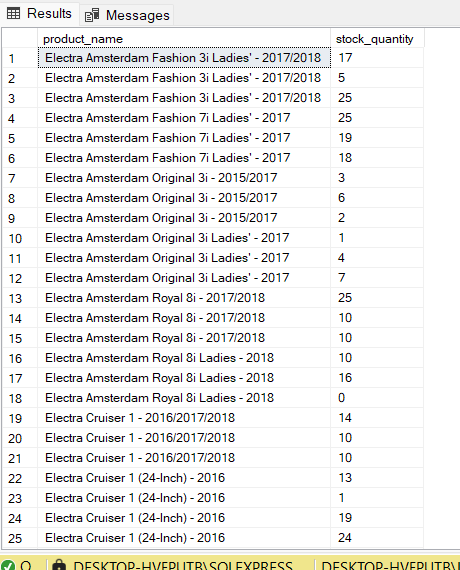 Results Messages
product_name stock_quantity
1 Electra Amsterdam Fashion 3i Ladies' - 2017/2018 17
2 Electra Amsterdam Fashion 3i Ladies' - 2017/2018 5
3 Electra Amsterdam Fashion 3i Ladies' - 2017/2018 25
4 Electra Amsterdam Fashion 7i Ladies' - 2017 25
5 Electra Amsterdam Fashion 7i Ladies' - 2017 19
6 Electra Amsterdam Fashion 7i Ladies' - 2017 18
7 Electra Amsterdam Original 3i - 2015/2017 3
8 Electra Amsterdam Original 3i - 2015/2017 6
9 Electra Amsterdam Original 3i - 2015/2017 2
10 Electra Amsterdam Original 3i Ladies' - 2017 1
11 Electra Amsterdam Original 3i Ladies' - 2017 4
12 Electra Amsterdam Original 3i Ladies' - 2017 7
13 Electra Amsterdam Royal 8i - 2017/2018 25
14 Electra Amsterdam Royal 8i - 2017/2018 10
15 Electra Amsterdam Royal 8i - 2017/2018 10
16 Electra Amsterdam Royal 8i Ladies - 2018 10
17 Electra Amsterdam Royal 8i Ladies - 2018 16
18 Electra Amsterdam Royal 8i Ladies - 2018 0
19 Electra Cruiser 1 - 2016/2017/2018 14
20 Electra Cruiser 1 - 2016/2017/2018 10
21 Electra Cruiser 1 - 2016/2017/2018 10
22 Electra Cruiser 1 (24-Inch) - 2016 13
23 Electra Cruiser 1 (24-Inch) - 2016 1
24 Electra Cruiser 1 (24-Inch) - 2016 19
25 Electra Cruiser 1 (24-Inch) - 2016 24